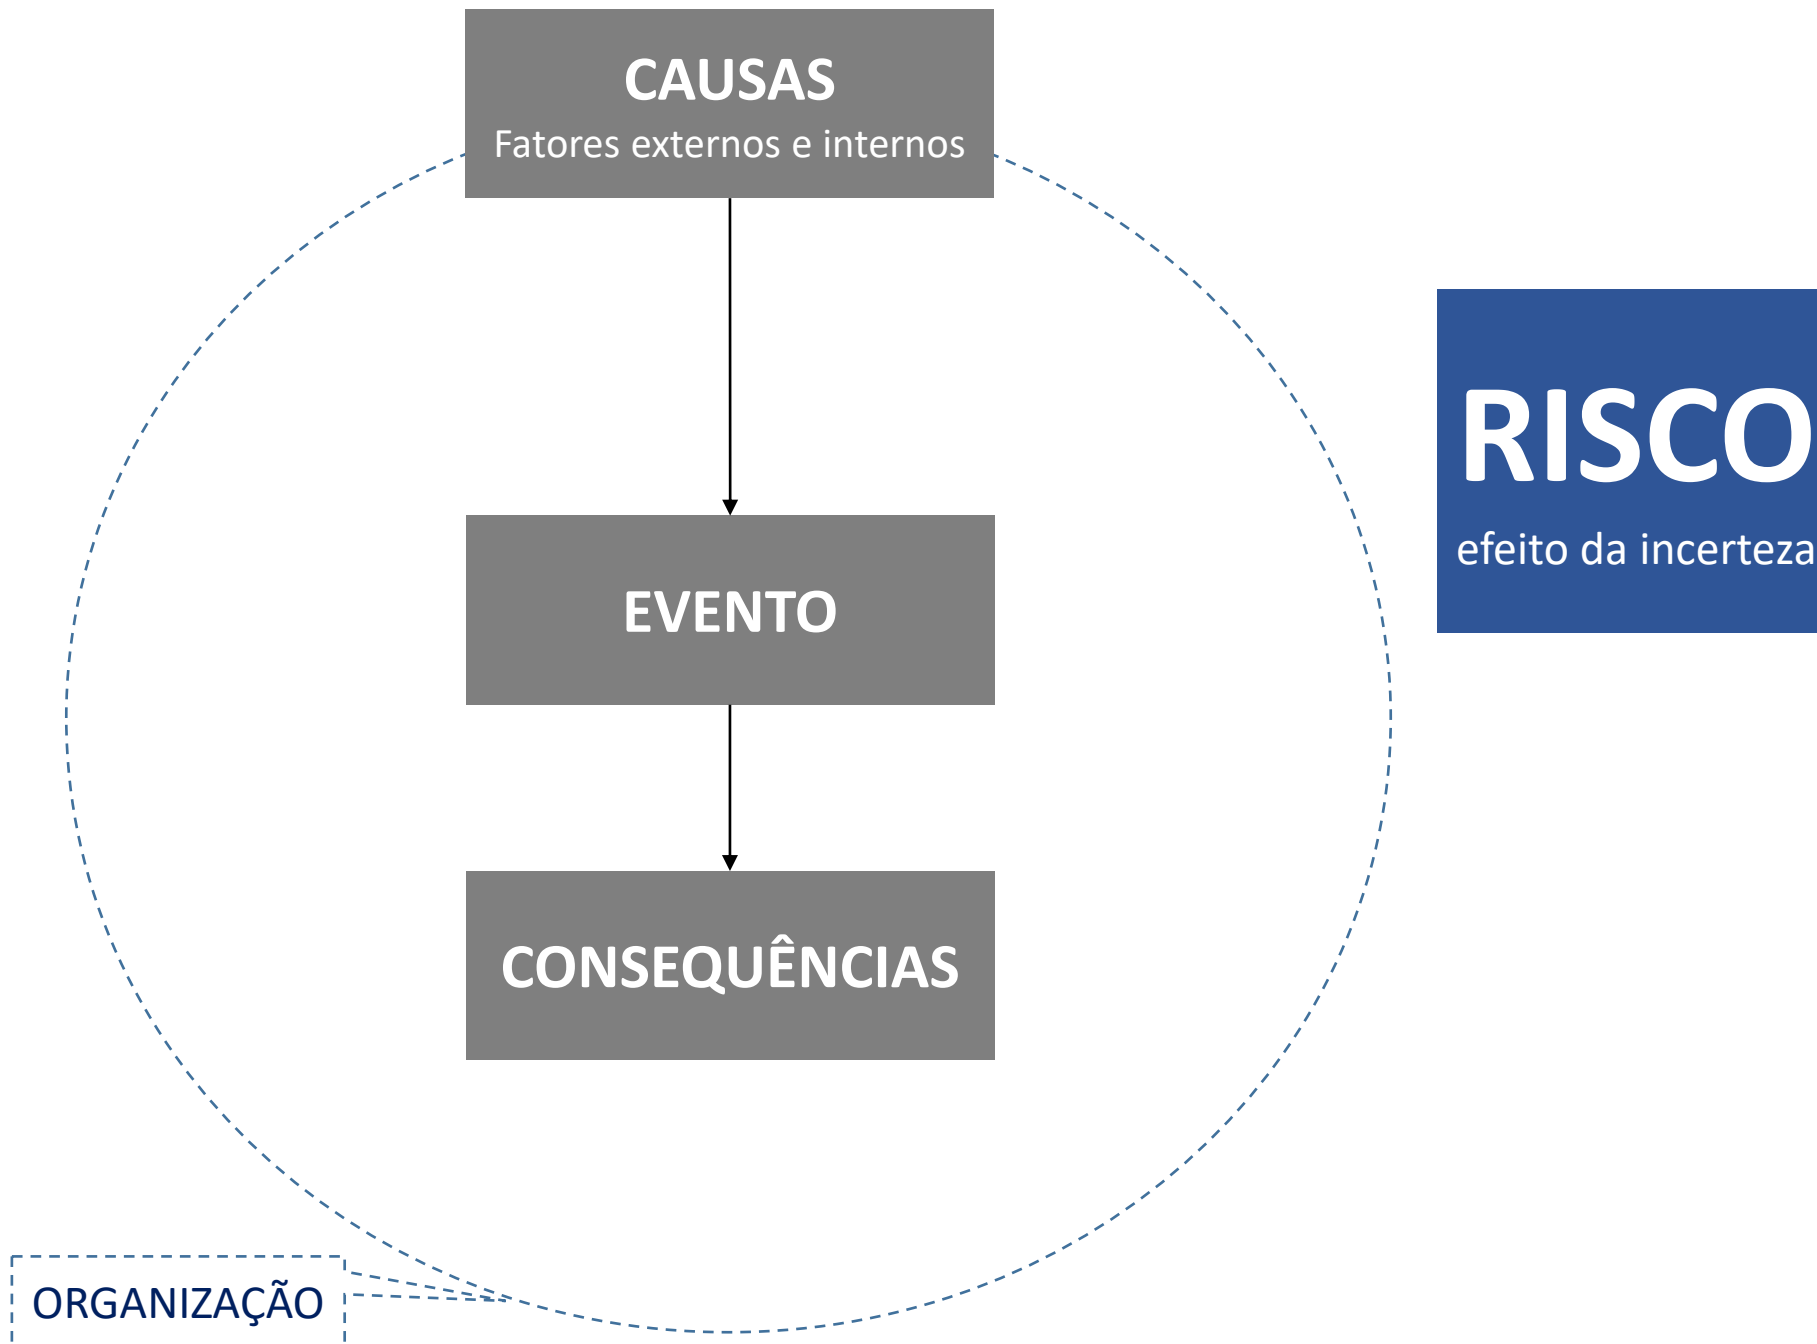 CAUSAS
Fatores externos e internos
RISCO
efeito da incerteza
EVENTO
CONSEQUÊNCIAS
ORGANIZAÇÃO